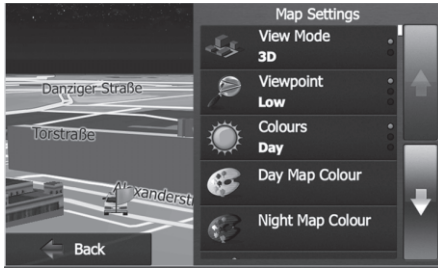 Map Settings
View Mode
3D
Viewpoint
Low
Colours
Day
Day Map Colour
Night Map Colour
Danziger Straße
Torstraße
Alexanderst
Back